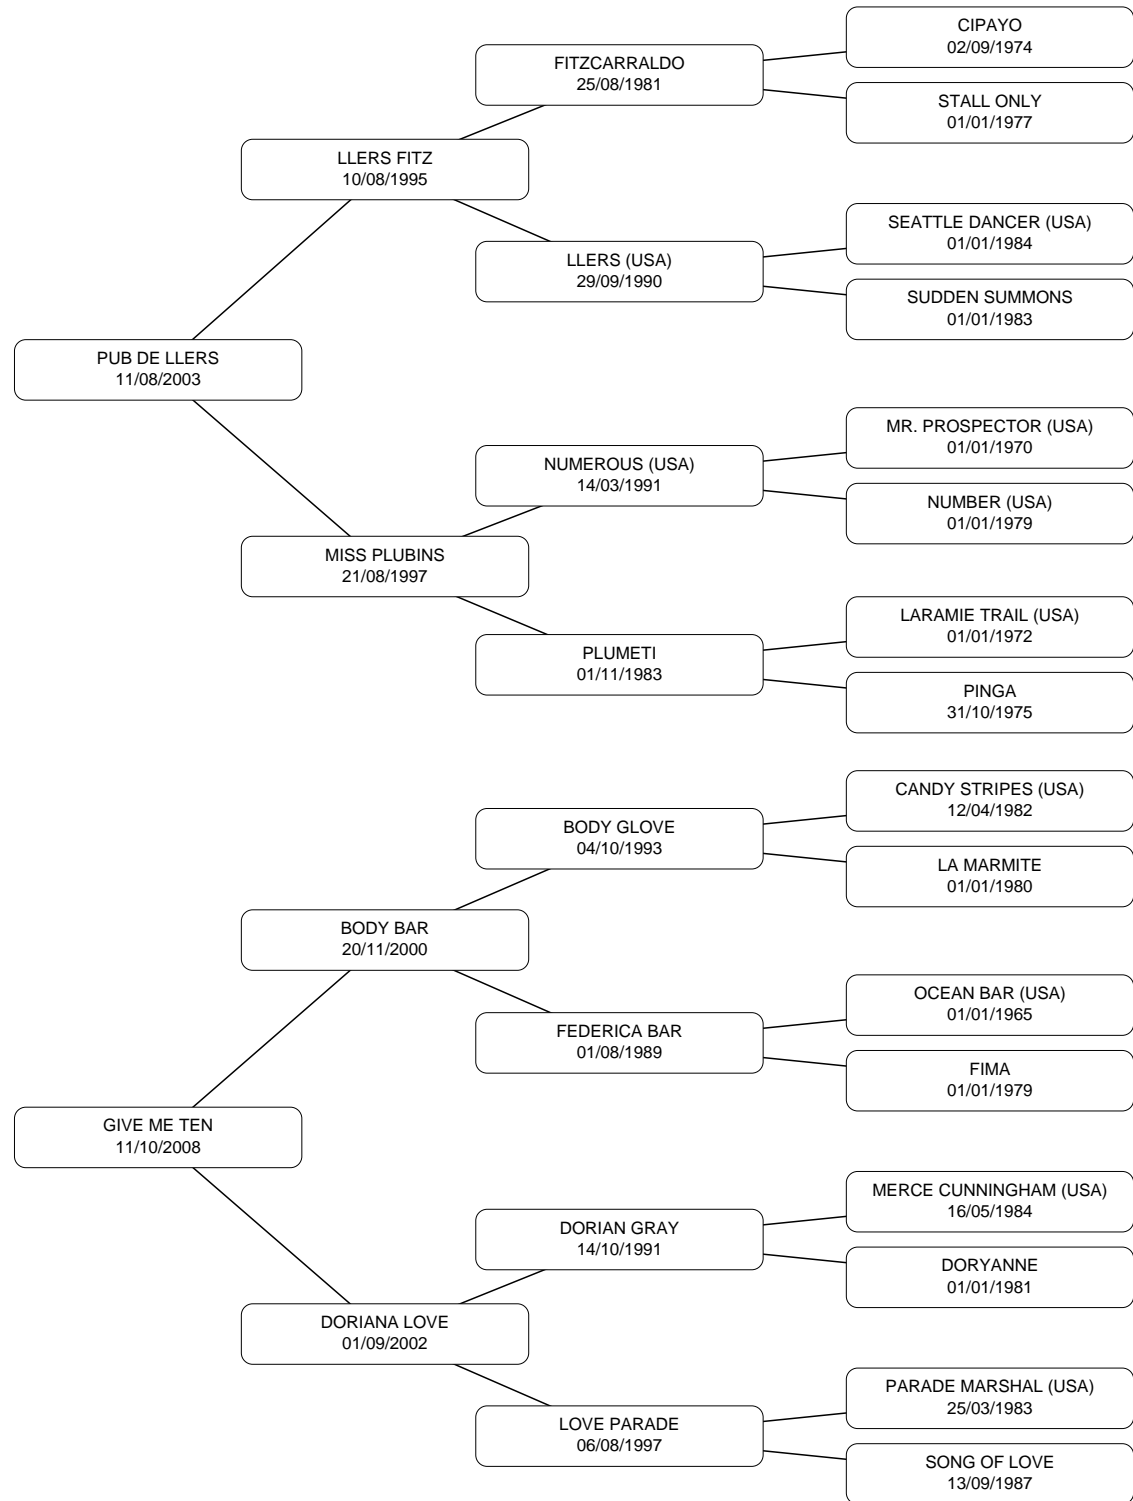 CIPAYO
02/09/1974
FITZCARRALDO
25/08/1981
STALL ONLY
01/01/1977
LLERS FITZ
10/08/1995
SEATTLE DANCER (USA)
01/01/1984
LLERS (USA)
29/09/1990
SUDDEN SUMMONS
01/01/1983
PUB DE LLERS
11/08/2003
MR. PROSPECTOR (USA)
01/01/1970
NUMEROUS (USA)
14/03/1991
NUMBER (USA)
01/01/1979
MISS PLUBINS
21/08/1997
LARAMIE TRAIL (USA)
01/01/1972
PLUMETI
01/11/1983
PINGA
31/10/1975
CANDY STRIPES (USA)
12/04/1982
BODY GLOVE
04/10/1993
LA MARMITE
01/01/1980
BODY BAR
20/11/2000
OCEAN BAR (USA)
01/01/1965
FEDERICA BAR
01/08/1989
FIMA
01/01/1979
GIVE ME TEN
11/10/2008
MERCE CUNNINGHAM (USA)
16/05/1984
DORIAN GRAY
14/10/1991
DORYANNE
01/01/1981
DORIANA LOVE
01/09/2002
PARADE MARSHAL (USA)
25/03/1983
LOVE PARADE
06/08/1997
SONG OF LOVE
13/09/1987